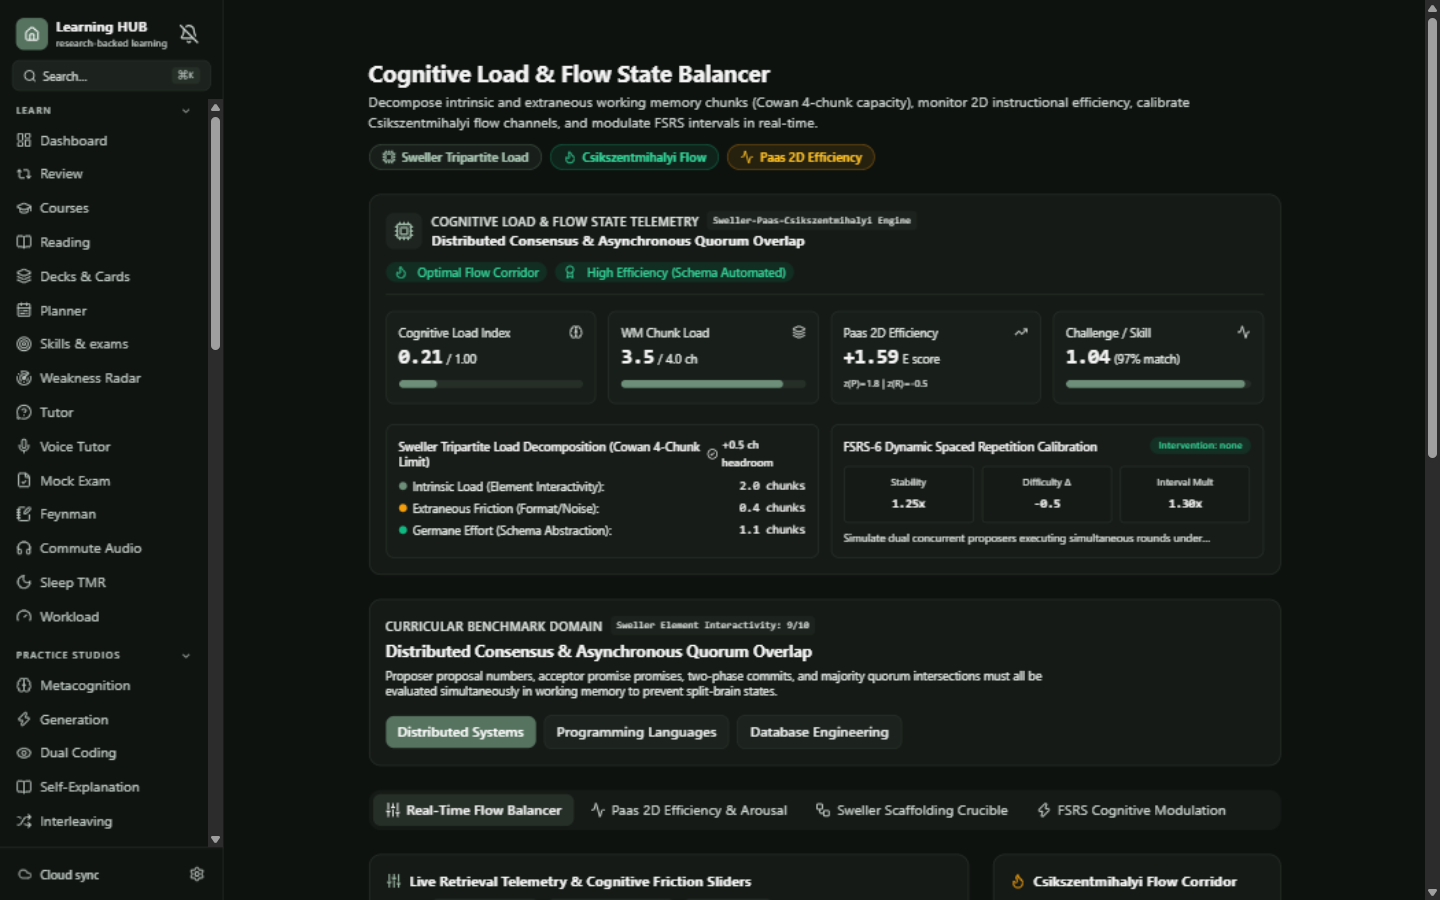 Learning HUB
research-backed learning
Search...
⌘K
LEARN
Dashboard
Review
Courses
Reading
Decks & Cards
Planner
Skills & exams
Weakness Radar
Tutor
Voice Tutor
Mock Exam
Feynman
Commute Audio
Sleep TMR
Workload
PRACTICE STUDIOS
Metacognition
Generation
Dual Coding
Self-Explanation
Interleaving
Cloud sync
Cognitive Load & Flow State Balancer
Decompose intrinsic and extraneous working memory chunks (Cowan 4-chunk capacity), monitor 2D instructional efficiency, calibrate
Csikszentmihalyi flow channels, and modulate FSRS intervals in real-time.
Sweller Tripartite Load
Csikszentmihalyi Flow
Paas 2D Efficiency
COGNITIVE LOAD & FLOW STATE TELEMETRY
Sweller-Paas-Csikszentmihalyi Engine
Distributed Consensus & Asynchronous Quorum Overlap
Optimal Flow Corridor
High Efficiency (Schema Automated)
Cognitive Load Index
0.21 / 1.00
WM Chunk Load
3.5 / 4.0 ch
Paas 2D Efficiency
+1.59 E score
z(P)=1.8 | z(R)=-0.5
Challenge / Skill
1.04 (97% match)
Sweller Tripartite Load Decomposition (Cowan 4-Chunk
Limit)
+0.5 ch
headroom
Intrinsic Load (Element Interactivity): 2.0 chunks
Extraneous Friction (Format/Noise): 0.4 chunks
Germane Effort (Schema Abstraction): 1.1 chunks
FSRS-6 Dynamic Spaced Repetition Calibration
Intervention: none
Stability
1.25x
Difficulty Δ
-0.5
Interval Mult
1.30x
Simulate dual concurrent proposers executing simultaneous rounds under...
CURRICULAR BENCHMARK DOMAIN
Sweller Element Interactivity: 9/10
Distributed Consensus & Asynchronous Quorum Overlap
Proposer proposal numbers, acceptor promise promises, two-phase commits, and majority quorum intersections must all be
evaluated simultaneously in working memory to prevent split-brain states.
Distributed Systems
Programming Languages
Database Engineering
Real-Time Flow Balancer
Paas 2D Efficiency & Arousal
Sweller Scaffolding Crucible
FSRS Cognitive Modulation
Live Retrieval Telemetry & Cognitive Friction Sliders
Csikszentmihalyi Flow Corridor